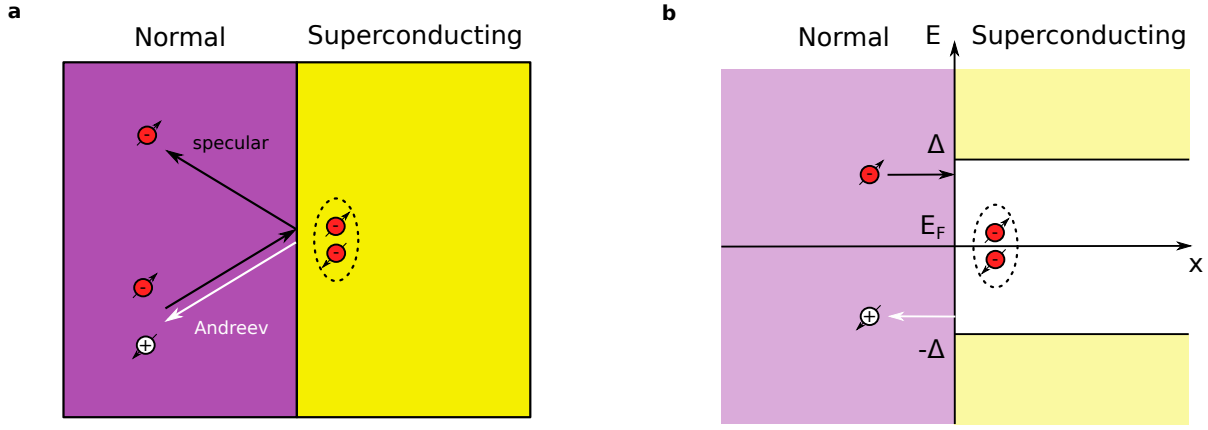 a
Normal Superconducting
-
specular
-
-
-
Andreev
+
b
Normal E Superconducting
Δ
-
E_F
-
-
x
+
-Δ